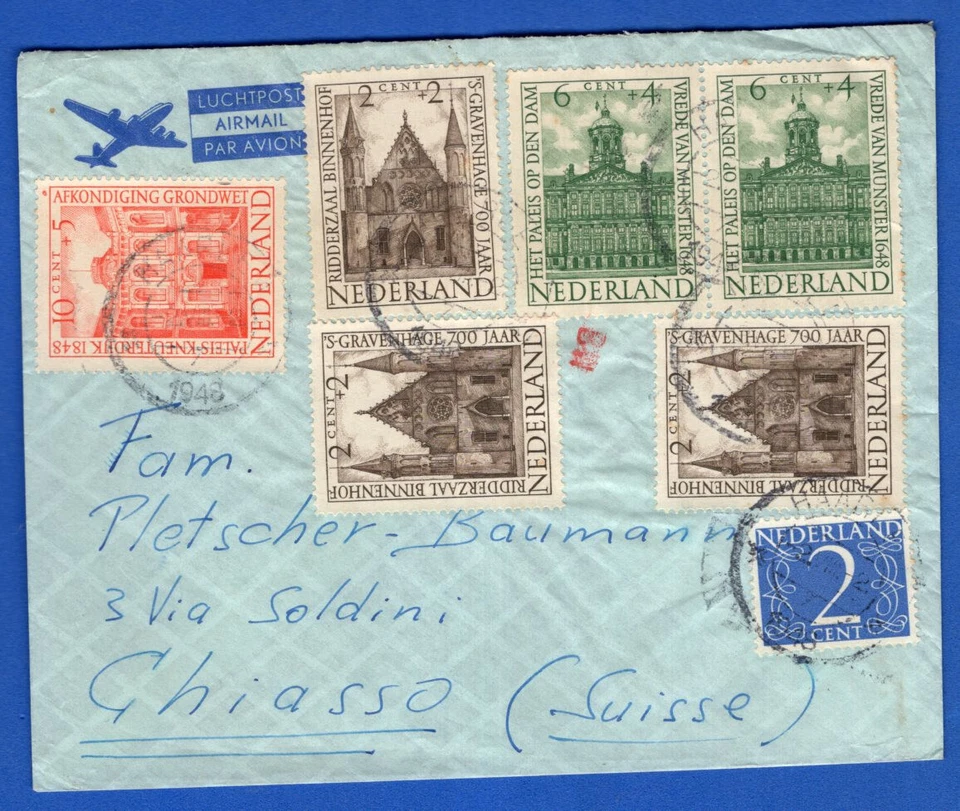 LUCHTPOST
AIRMAIL
PAR AVION
2 CENT +2
RIDDERZAAL BINNENHOF
'S-GRAVENHAGE 700 JAAR
NEDERLAND
6 CENT +4
HET PALEIS OP DEN DAM
VREDE VAN MUNSTER 1648
NEDERLAND
6 CENT +4
HET PALEIS OP DEN DAM
VREDE VAN MUNSTER 1648
NEDERLAND
AFKONDIGING GRONDWET
10 CENT +5
NEDERLAND
PALEIS-KNEUTERDIJK 1848
1948
'S-GRAVENHAGE 700 JAAR
2 CENT +2
NEDERLAND
RIDDERZAAL BINNENHOF
'S-GRAVENHAGE 700 JAAR
2 CENT +2
NEDERLAND
RIDDERZAAL BINNENHOF
NEDERLAND
2
CENT
Fam.
Pletscher-Baumann
3 Via Soldini
Chiasso (Suisse)